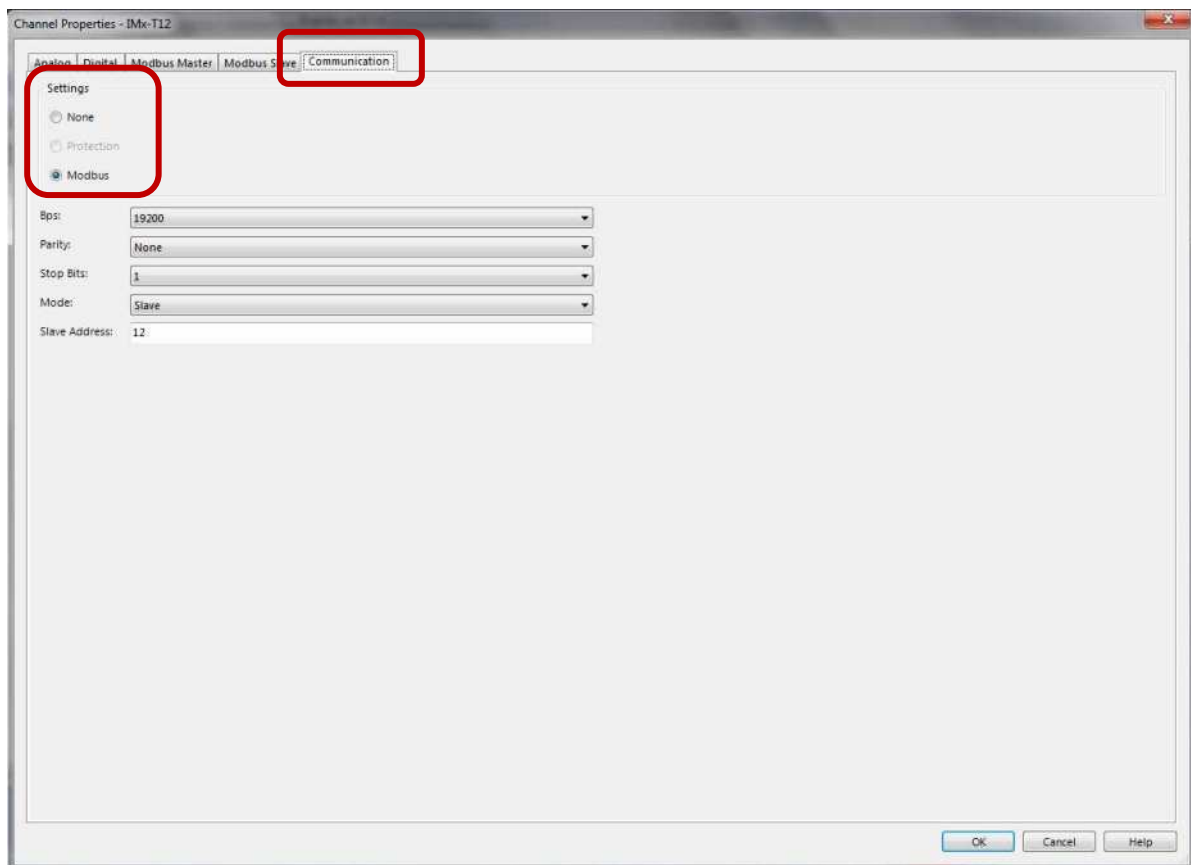 Channel Properties - IMx-T12
Analog Digital Modbus Master Modbus Slave Communication
Settings
None
Protection
Modbus
Bps: 19200
Parity: None
Stop Bits: 1
Mode: Slave
Slave Address: 12
OK Cancel Help